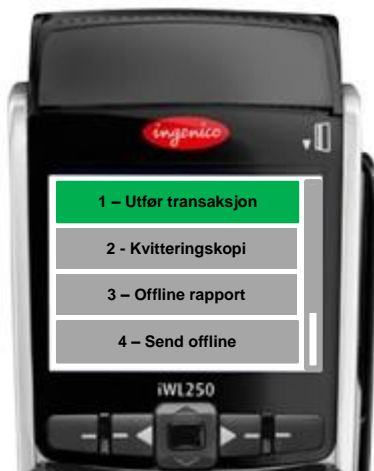 ingenico
1 – Utfør transaksjon
2 - Kvitteringskopi
3 – Offline rapport
4 – Send offline
iWL250